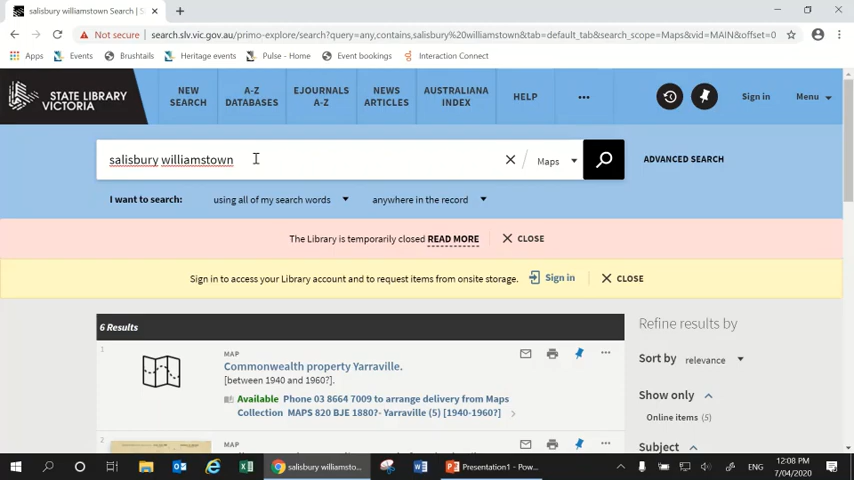 salisbury williamstown Search | S
Not secure | search.slv.vic.gov.au/primo-explore/search?query=any,contains,salisbury%20williamstown&tab=default_tab&search_scope=Maps&vid=MAIN&offset=0
Apps Events Brushtails Heritage events Pulse - Home Event bookings Interaction Connect
STATE LIBRARY
VICTORIA
NEW
SEARCH
A-Z
DATABASES
EJOURNALS
A-Z
NEWS
ARTICLES
AUSTRALIANA
INDEX
HELP
...
Sign in
Menu
salisbury williamstown
Maps
ADVANCED SEARCH
I want to search: using all of my search words anywhere in the record
The Library is temporarily closed READ MORE CLOSE
Sign in to access your Library account and to request items from onsite storage. Sign in CLOSE
6 Results
Refine results by
1
MAP
Commonwealth property Yarraville.
[between 1940 and 1960?].
Available Phone 03 8664 7009 to arrange delivery from Maps
Collection MAPS 820 BJE 1880?- Yarraville (5) [1940-1960?]
Sort by relevance
Show only
Online items (5)
Subject
2
MAP
salisbury williamsto...
Presentation1 - Pow...
ENG
12:08 PM
7/04/2020